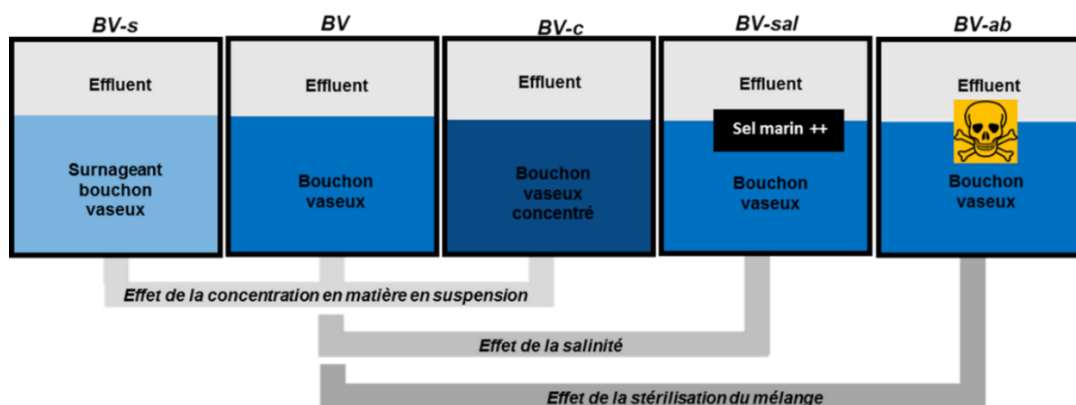 BV-s
BV
BV-c
BV-sal
BV-ab
Effluent
Effluent
Effluent
Effluent
Effluent
Sel marin ++
Surnageant
bouchon
vaseux
Bouchon
vaseux
Bouchon
vaseux
concentré
Bouchon
vaseux
Bouchon
vaseux
Effet de la concentration en matière en suspension
Effet de la salinité
Effet de la stérilisation du mélange